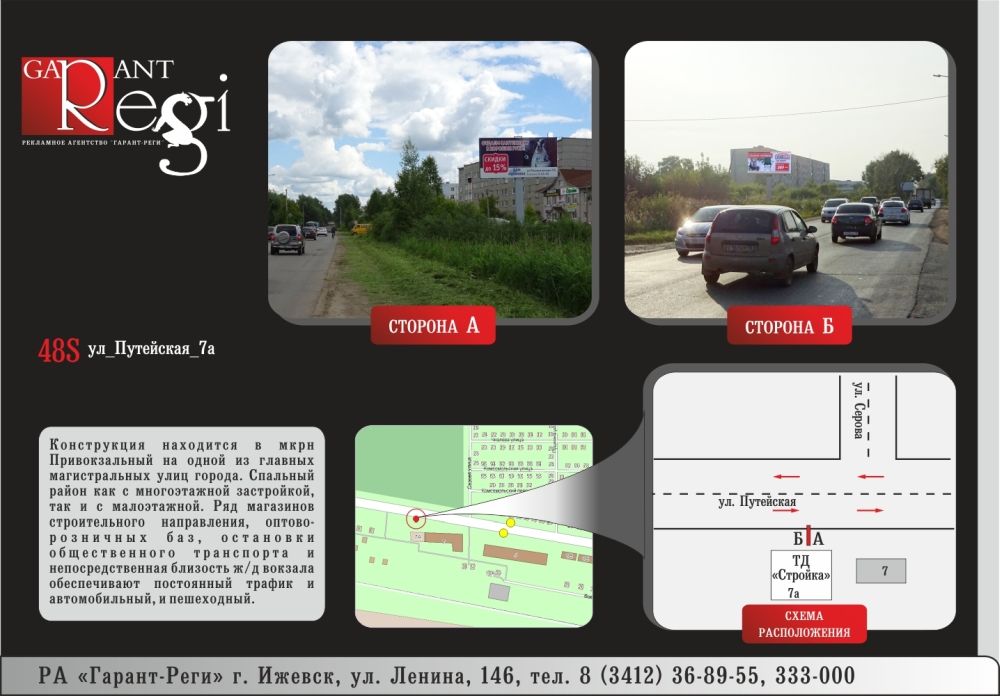 GARANT
Regi
РЕКЛАМНОЕ АГЕНТСТВО "ГАРАНТ-РЕГИ"
СКИДКИ
до 15%
СТОРОНА А
СТОРОНА Б
48S ул_Путейская_7а
Конструкция находится в мкрн
Привокзальный на одной из главных
магистральных улиц города. Спальный
район как с многоэтажной застройкой,
так и с малоэтажной. Ряд магазинов
строительного направления, оптово-
розничных баз, остановки
общественного транспорта и
непосредственная близость ж/д вокзала
обеспечивают постоянный трафик и
автомобильный, и пешеходный.
ул. Серова
ул. Путейская
Б А
ТД
«Стройка»
7а
7
СХЕМА
РАСПОЛОЖЕНИЯ
РА «Гарант-Реги» г. Ижевск, ул. Ленина, 146, тел. 8 (3412) 36-89-55, 333-000